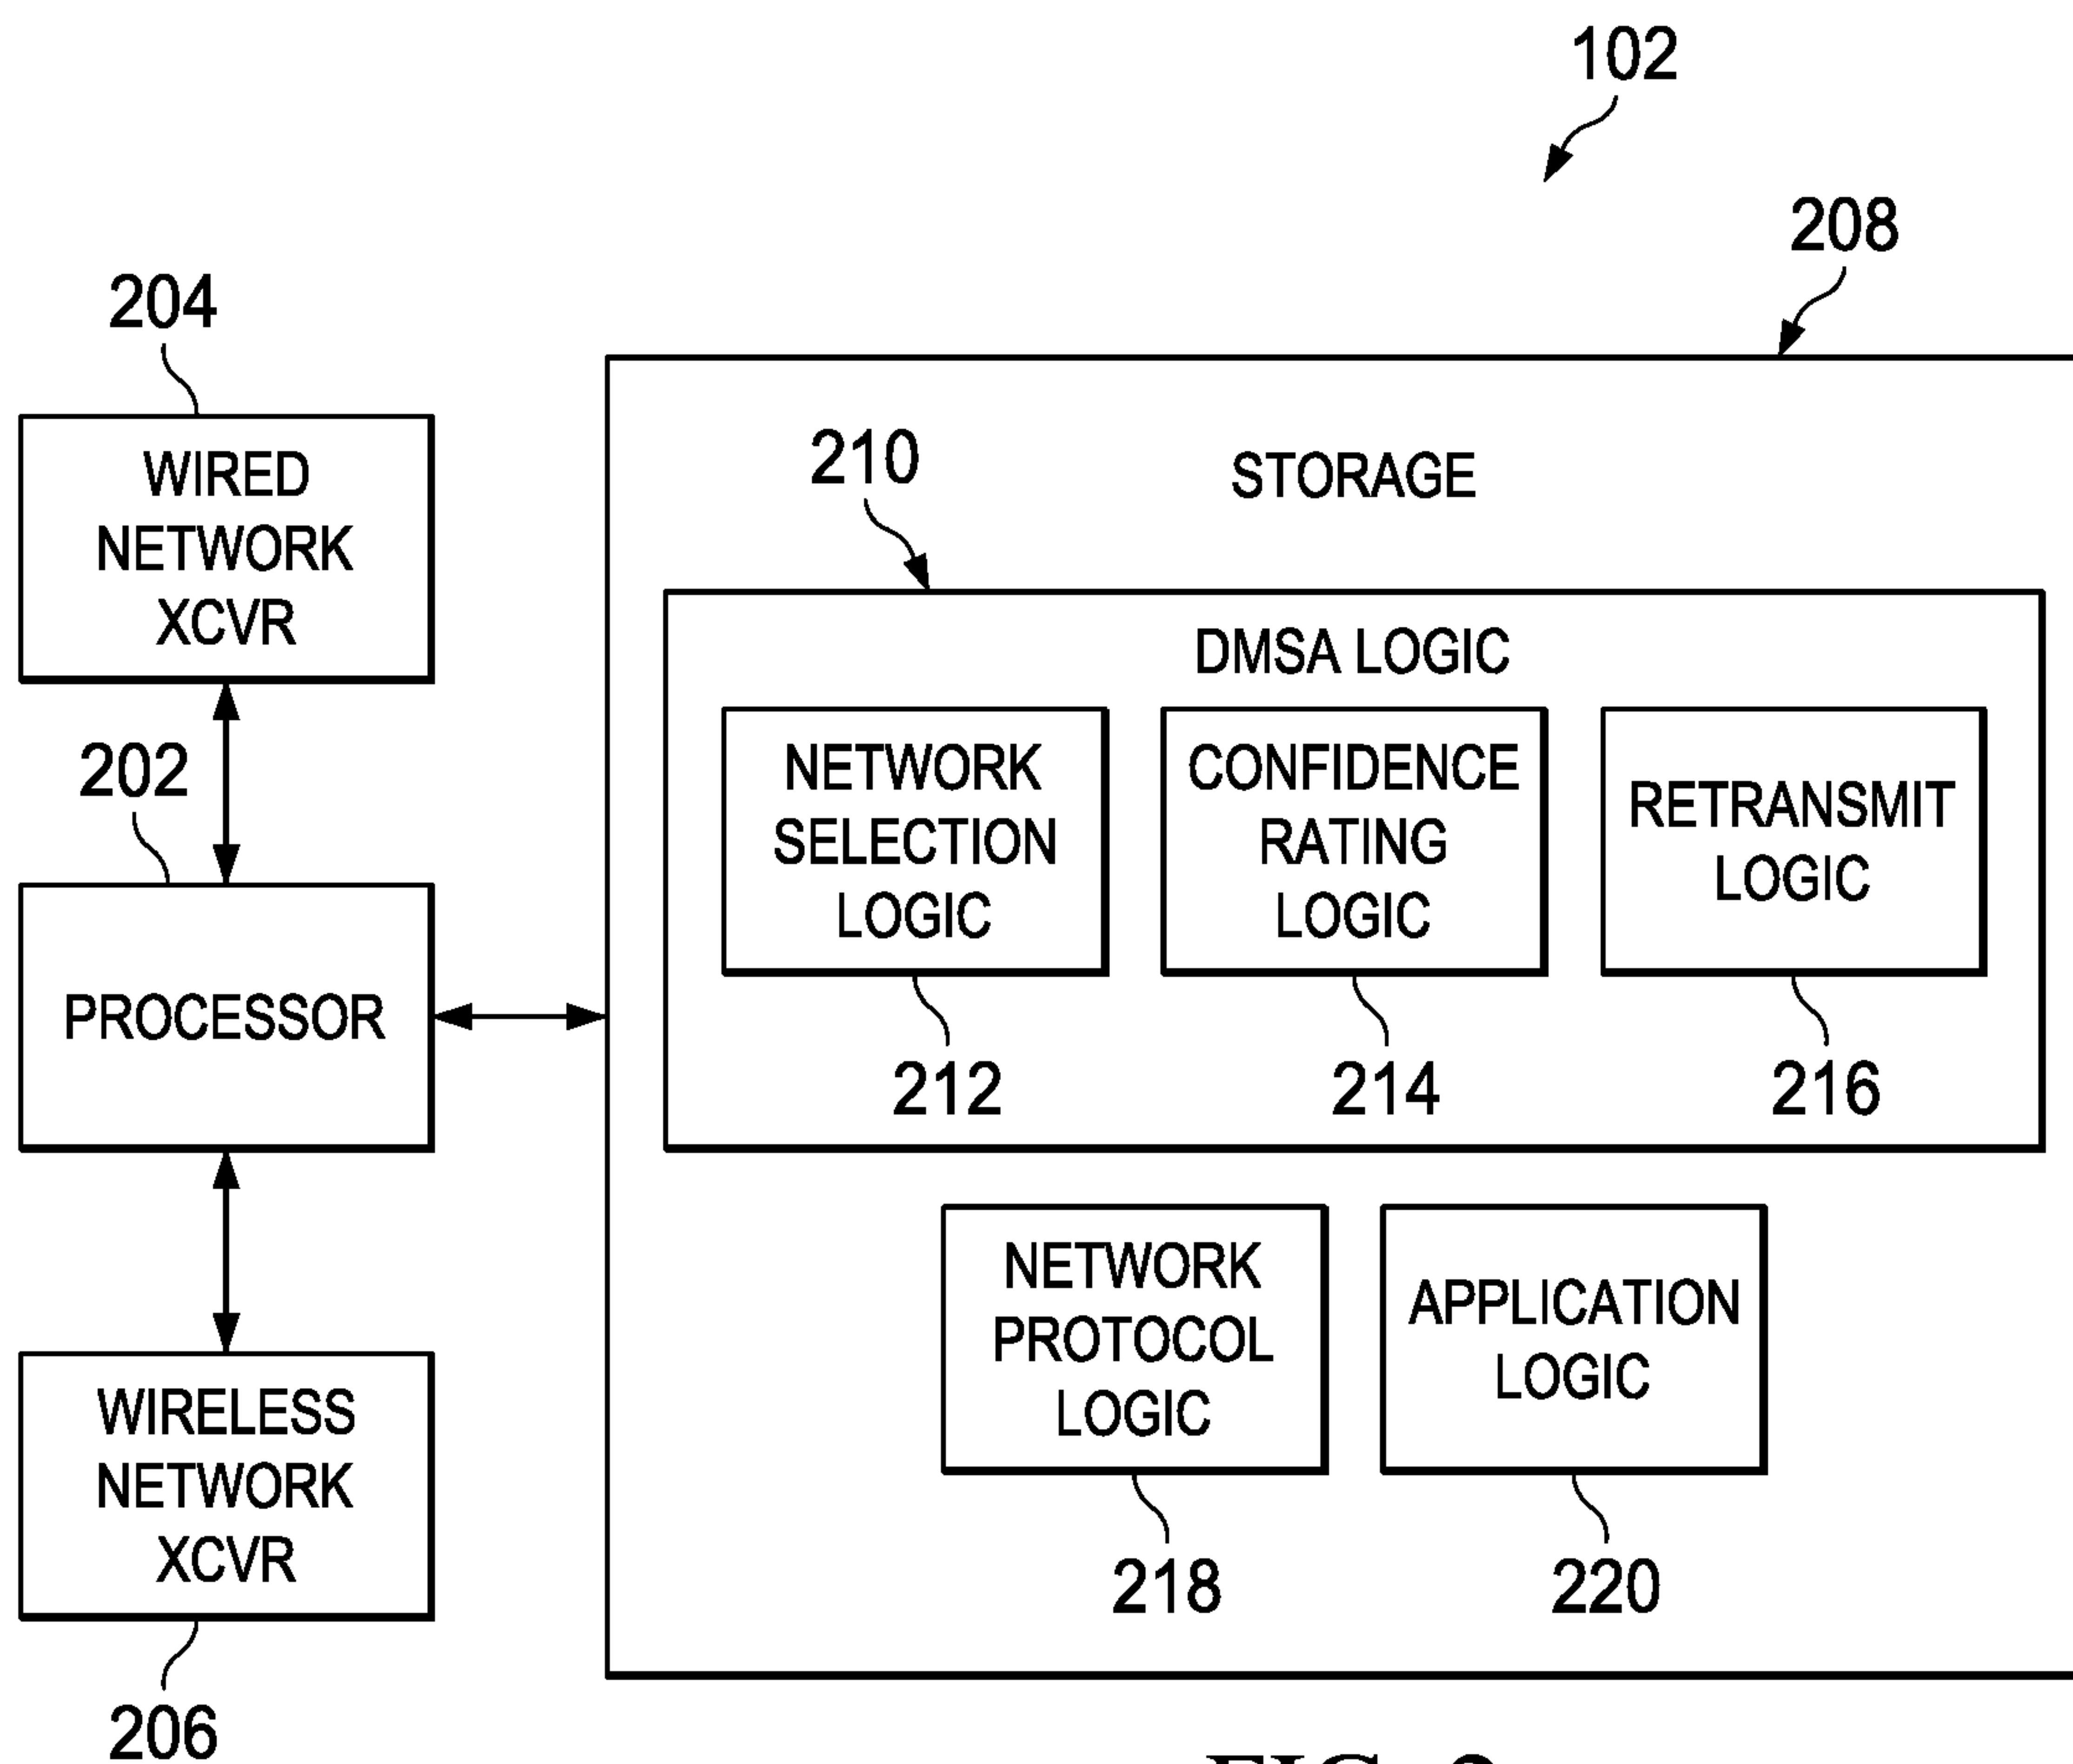 102
208
204
WIRED
NETWORK
XCVR
210
STORAGE
DMSA LOGIC
202
NETWORK
SELECTION
LOGIC
CONFIDENCE
RATING
LOGIC
RETRANSMIT
LOGIC
PROCESSOR
212
214
216
NETWORK
PROTOCOL
LOGIC
APPLICATION
LOGIC
WIRELESS
NETWORK
XCVR
218
220
206